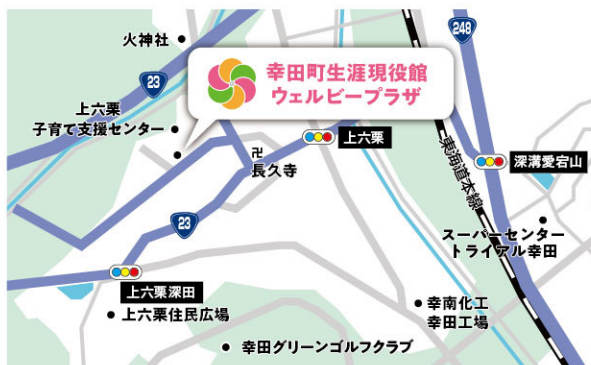 火神社
248
23
幸田町生涯現役館
ウェルビープラザ
上六栗
子育て支援センター
上六栗
卍
長久寺
東海道本線
深溝愛宕山
23
スーパーセンター
トライアル幸田
上六栗深田
上六栗住民広場
幸南化工
幸田工場
幸田グリーンゴルフクラブ